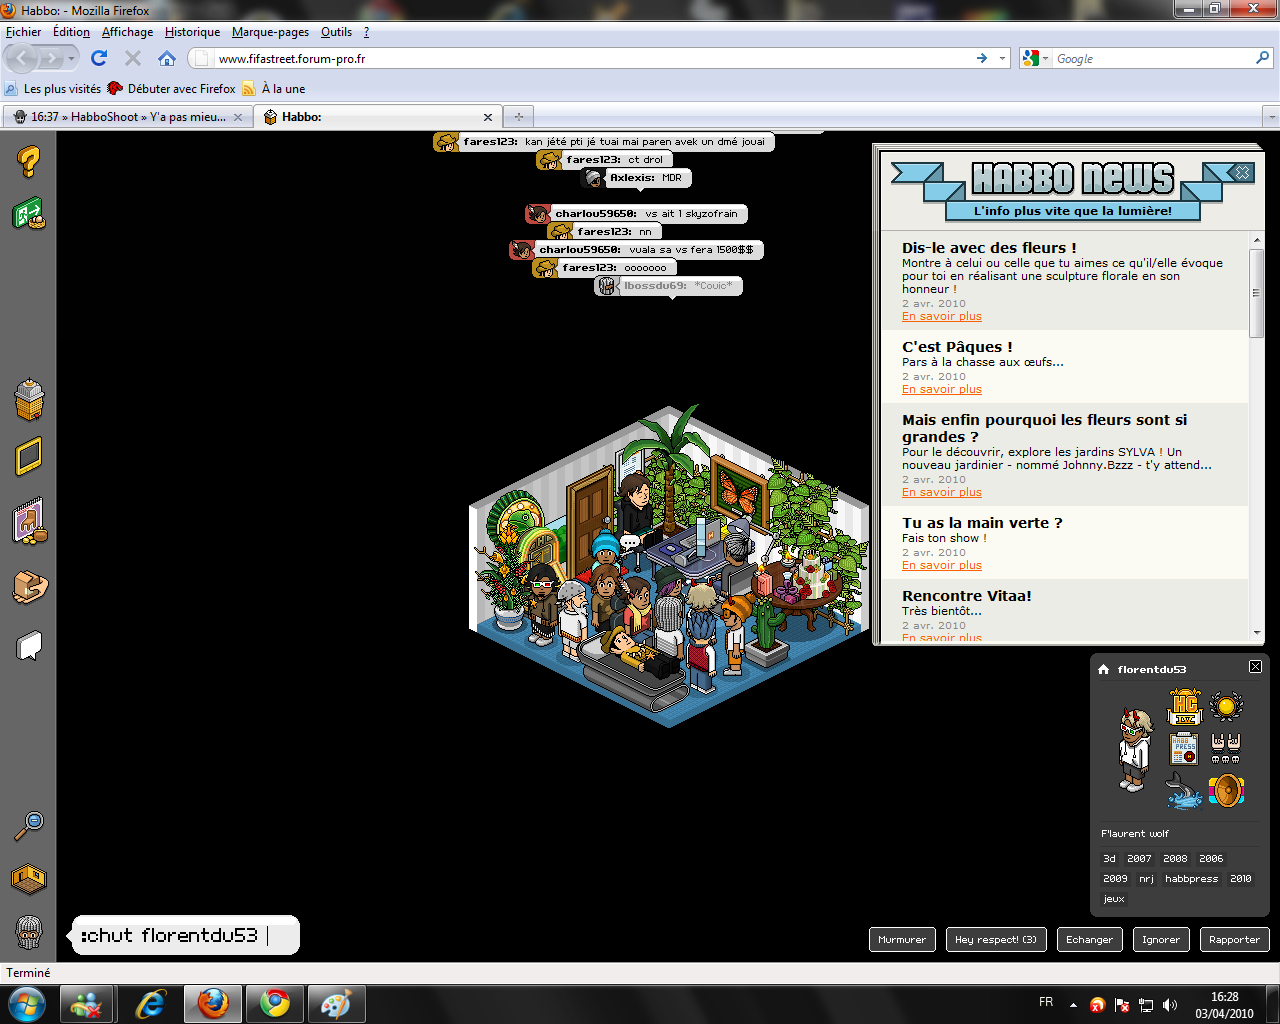 Habbo: - Mozilla Firefox
Fichier Édition Affichage Historique Marque-pages Outils ?
www.fifastreet.forum-pro.fr
Google
Les plus visités Débuter avec Firefox À la une
16:37 » HabboShoot » Y'a pas mieu...
Habbo:
fares123: kan jété pti jé tuai mai paren avek un dmé jouai
fares123: ct drol
Axlexis: MDR
charlou59650: vs ait 1 skyzofrain
fares123: nn
charlou59650: vuala sa vs fera 1500$$
fares123: ooooooo
lbossdu69: *Couic*
HABBO NEWS
L'info plus vite que la lumière!
Dis-le avec des fleurs !
Montre à celui ou celle que tu aimes ce qu'il/elle évoque
pour toi en réalisant une sculpture florale en son
honneur !
2 avr. 2010
En savoir plus
C'est Pâques !
Pars à la chasse aux œufs...
2 avr. 2010
En savoir plus
Mais enfin pourquoi les fleurs sont si
grandes ?
Pour le découvrir, explore les jardins SYLVA ! Un
nouveau jardinier - nommé Johnny.Bzzz - t'y attend...
2 avr. 2010
En savoir plus
Tu as la main verte ?
Fais ton show !
2 avr. 2010
En savoir plus
Rencontre Vitaa!
Très bientôt...
2 avr. 2010
En savoir plus
florentdu53
HC
HABB
PRESS
F'laurent wolf
3d 2007 2008 2006
2009 nrj habbpress 2010
jeux
:chut florentdu53
Murmurer
Hey respect! (3)
Echanger
Ignorer
Rapporter
Terminé
FR
16:28
03/04/2010